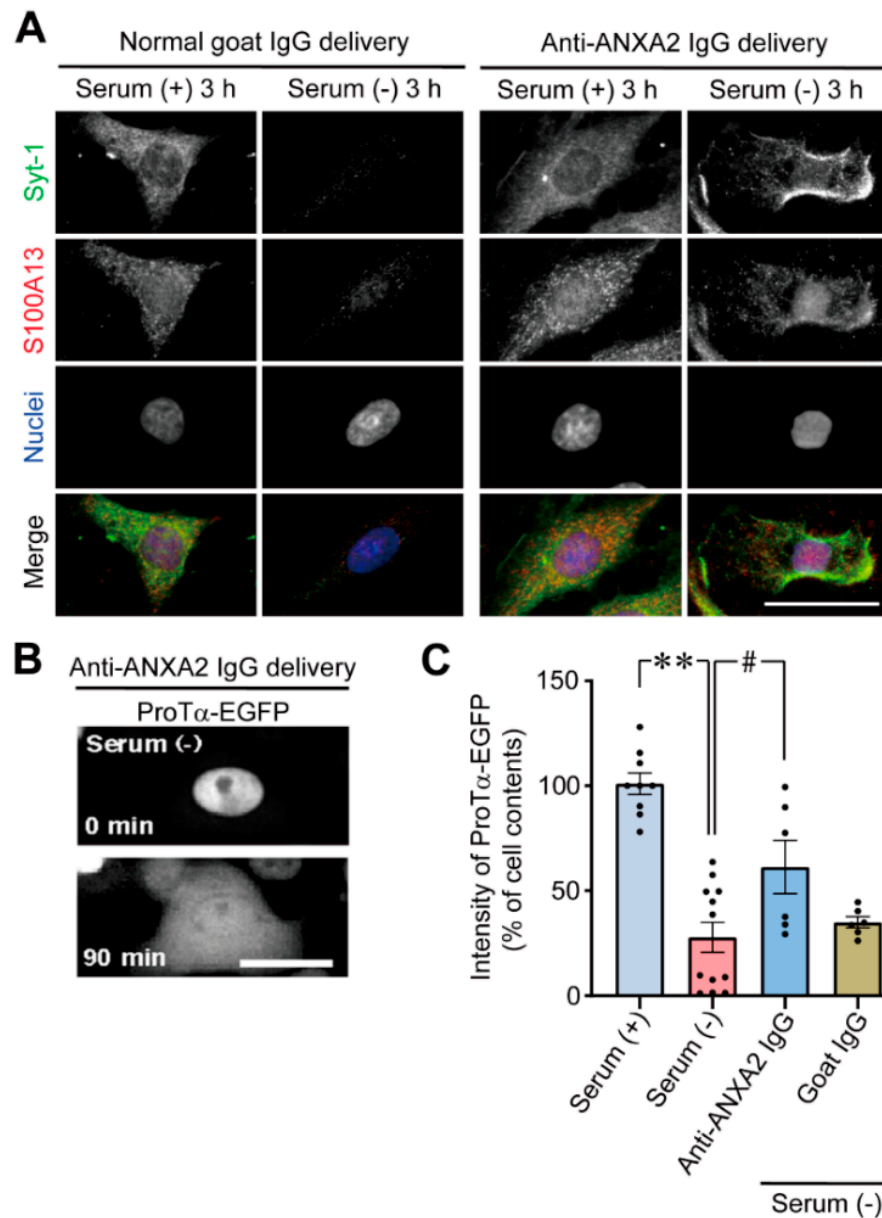 A
Normal goat IgG delivery
Anti-ANXA2 IgG delivery
Serum (+) 3 h
Serum (-) 3 h
Serum (+) 3 h
Serum (-) 3 h
Syt-1
S100A13
Nuclei
Merge
B
Anti-ANXA2 IgG delivery
ProTα-EGFP
Serum (-)
0 min
90 min
C
**
#
Intensity of ProTα-EGFP
(% of cell contents)
150
100
50
0
Serum (+)
Serum (-)
Anti-ANXA2 IgG
Goat IgG
Serum (-)